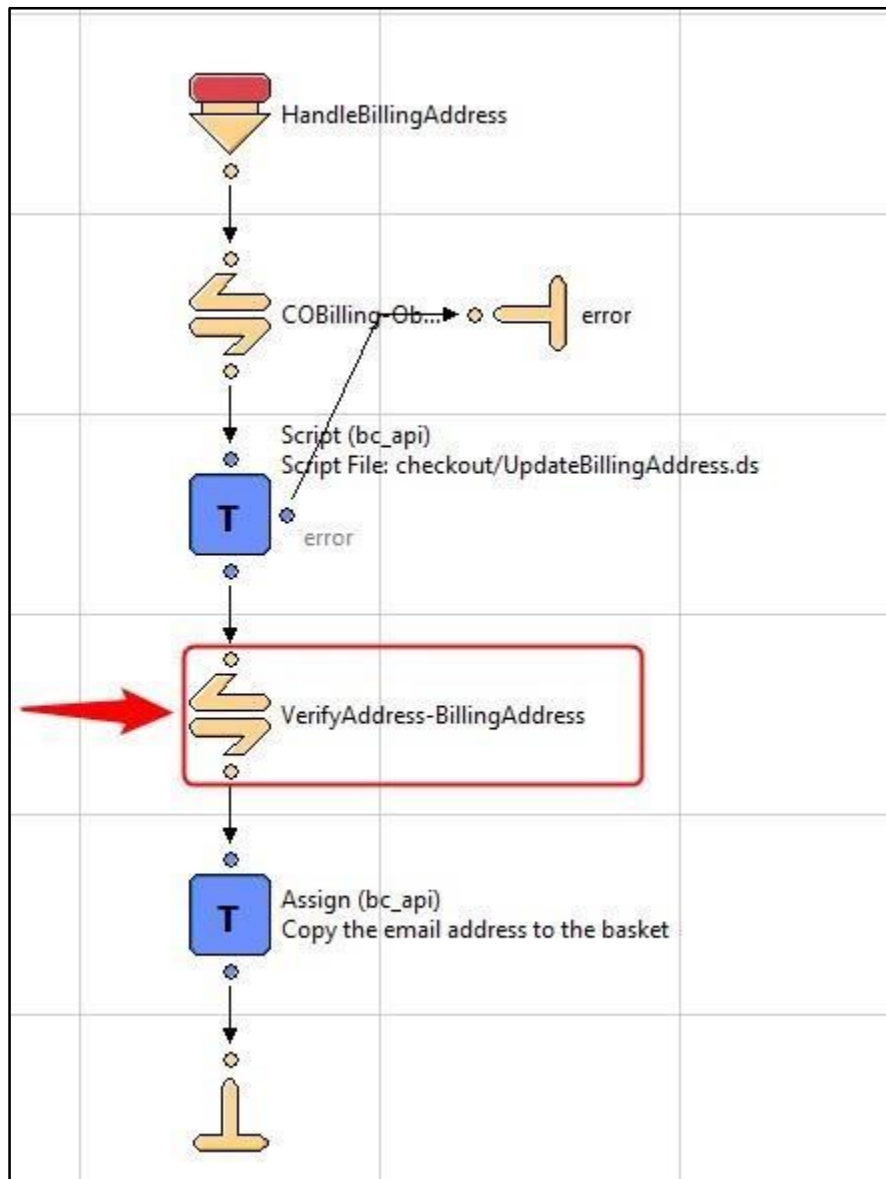 HandleBillingAddress
COBilling-Ob...
error
Script (bc_api)
Script File: checkout/UpdateBillingAddress.ds
T
error
VerifyAddress-BillingAddress
T
Assign (bc_api)
Copy the email address to the basket